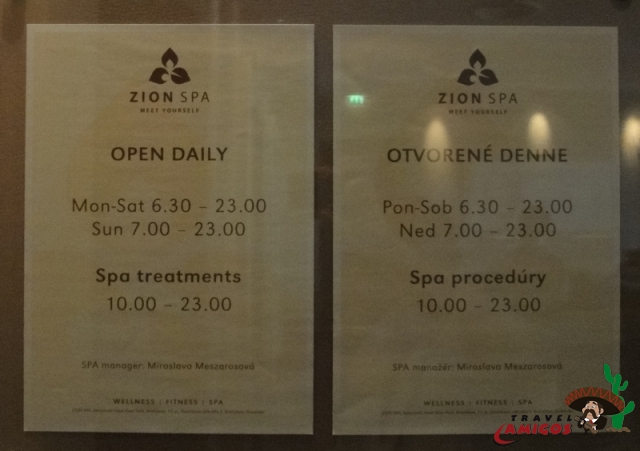 ZION SPA
MEET YOURSELF
OPEN DAILY
Mon-Sat 6.30 – 23.00
Sun 7.00 – 23.00
Spa treatments
10.00 – 23.00
SPA manager: Miroslava Meszarosová
WELLNESS | FITNESS | SPA
ZION SPA
MEET YOURSELF
OTVORENÉ DENNE
Pon-Sob 6.30 – 23.00
Ned 7.00 – 23.00
Spa procedúry
10.00 – 23.00
SPA manažér: Miroslava Meszarosová
WELLNESS | FITNESS | SPA
TRAVEL
AMIGOS